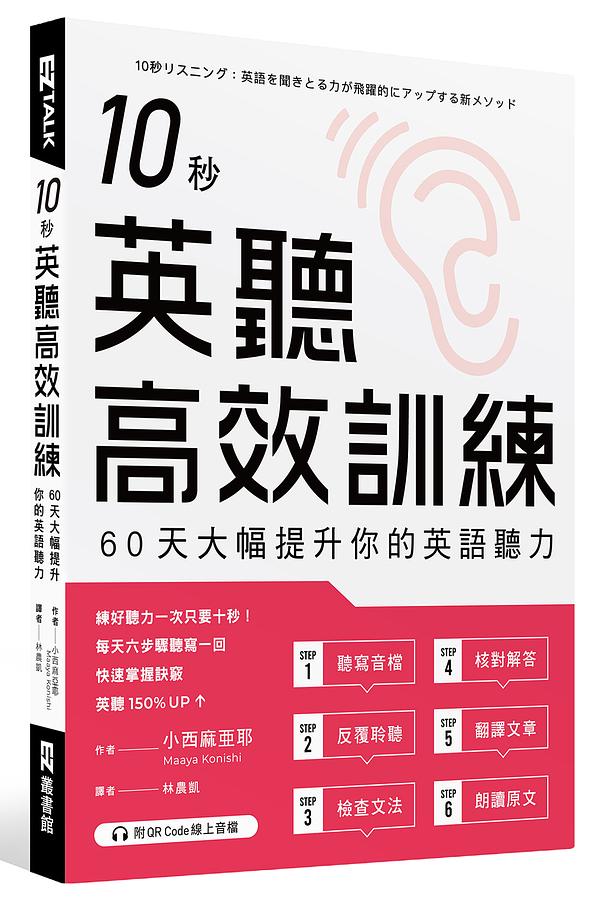 EZTALK
10秒
英聽高效訓練
60天大幅提升
你的英語聽力
作者——小西麻亞耶
Maaya Konishi
譯者——林農凱
EZ叢書館
10秒リスニング:英語を聞きとる力が飛躍的にアップする新メソッド
10秒
英聽
高效訓練
60天大幅提升你的英語聽力
練好聽力一次只要十秒!
每天六步驟聽寫一回
快速掌握訣竅
英聽150%UP↑
作者——小西麻亜耶
Maaya Konishi
譯者——林農凱
附QR Code線上音檔
STEP 1 聽寫音檔
STEP 2 反覆聆聽
STEP 3 檢查文法
STEP 4 核對解答
STEP 5 翻譯文章
STEP 6 朗讀原文